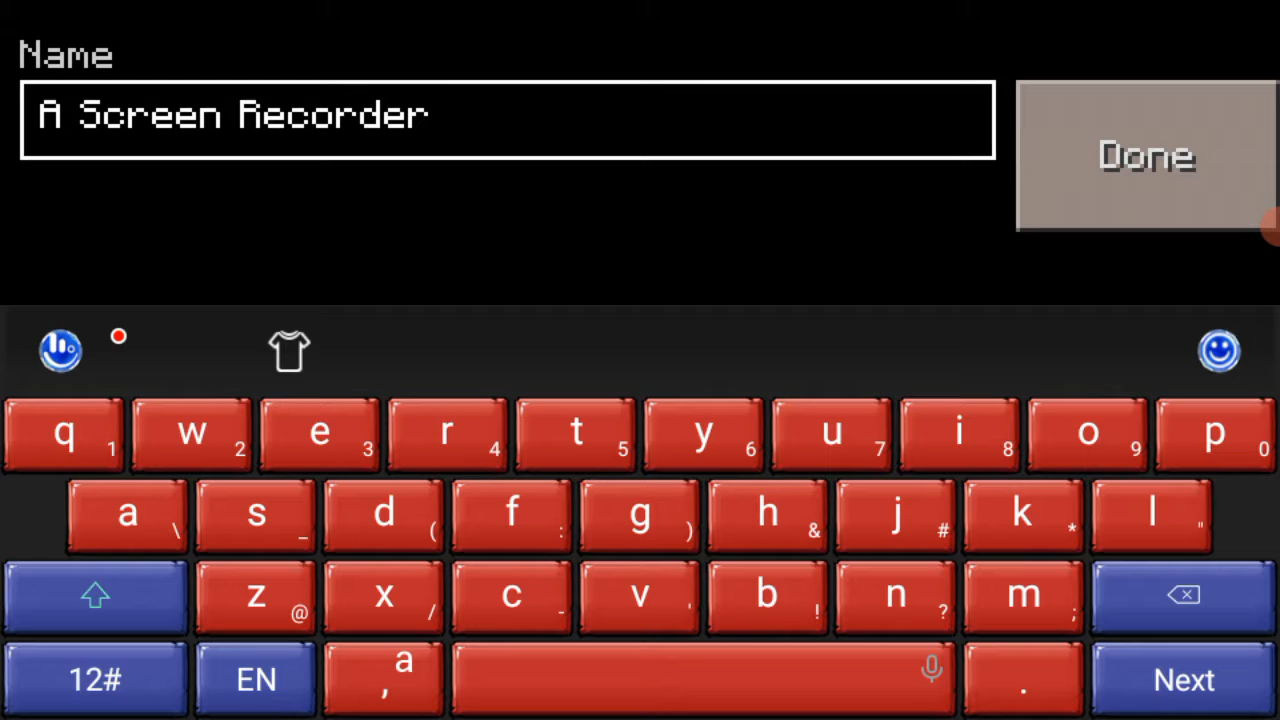 Name
A Screen Recorder
Done
q 1 w 2 e 3 r 4 t 5 y 6 u 7 i 8 o 9 p 0
a \ s _ d ( f : g ) h & j # k * l "
z @ x / c - v ' b ! n ? m ;
12# EN , a . Next